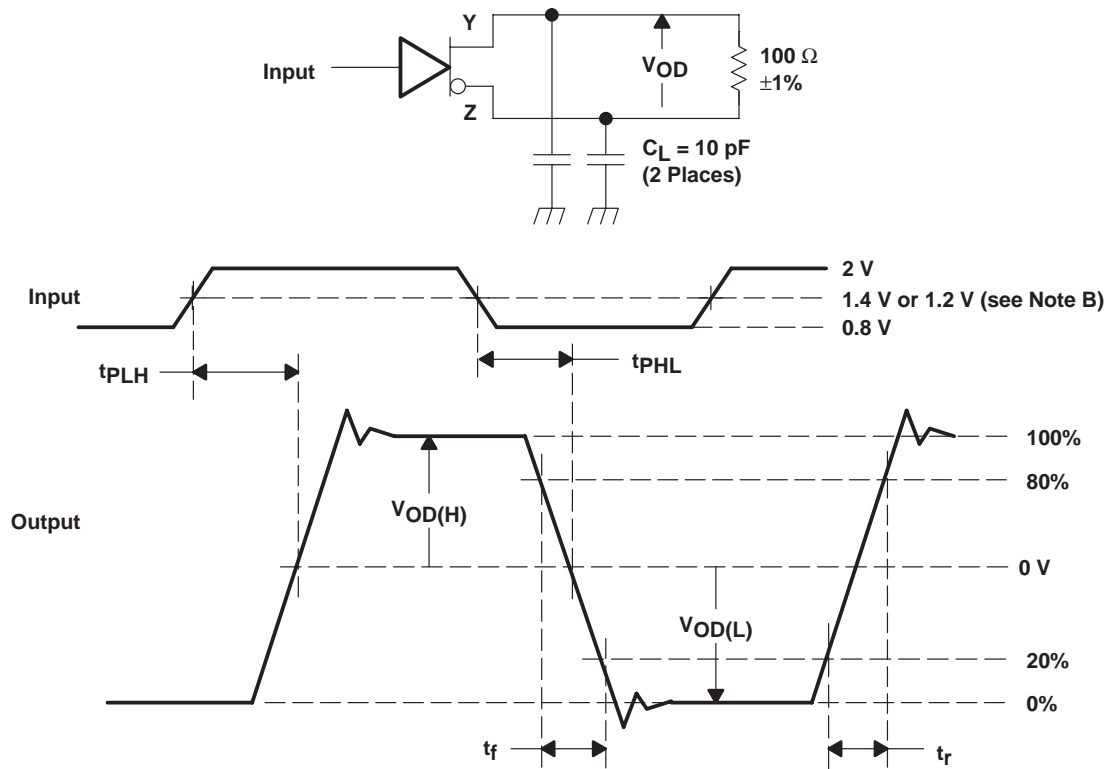 Y
Input
VOD
100 Ω
±1%
Z
CL = 10 pF
(2 Places)
2 V
Input
1.4 V or 1.2 V (see Note B)
0.8 V
tPLH
tPHL
100%
80%
VOD(H)
Output
0 V
VOD(L)
20%
0%
tf
tr